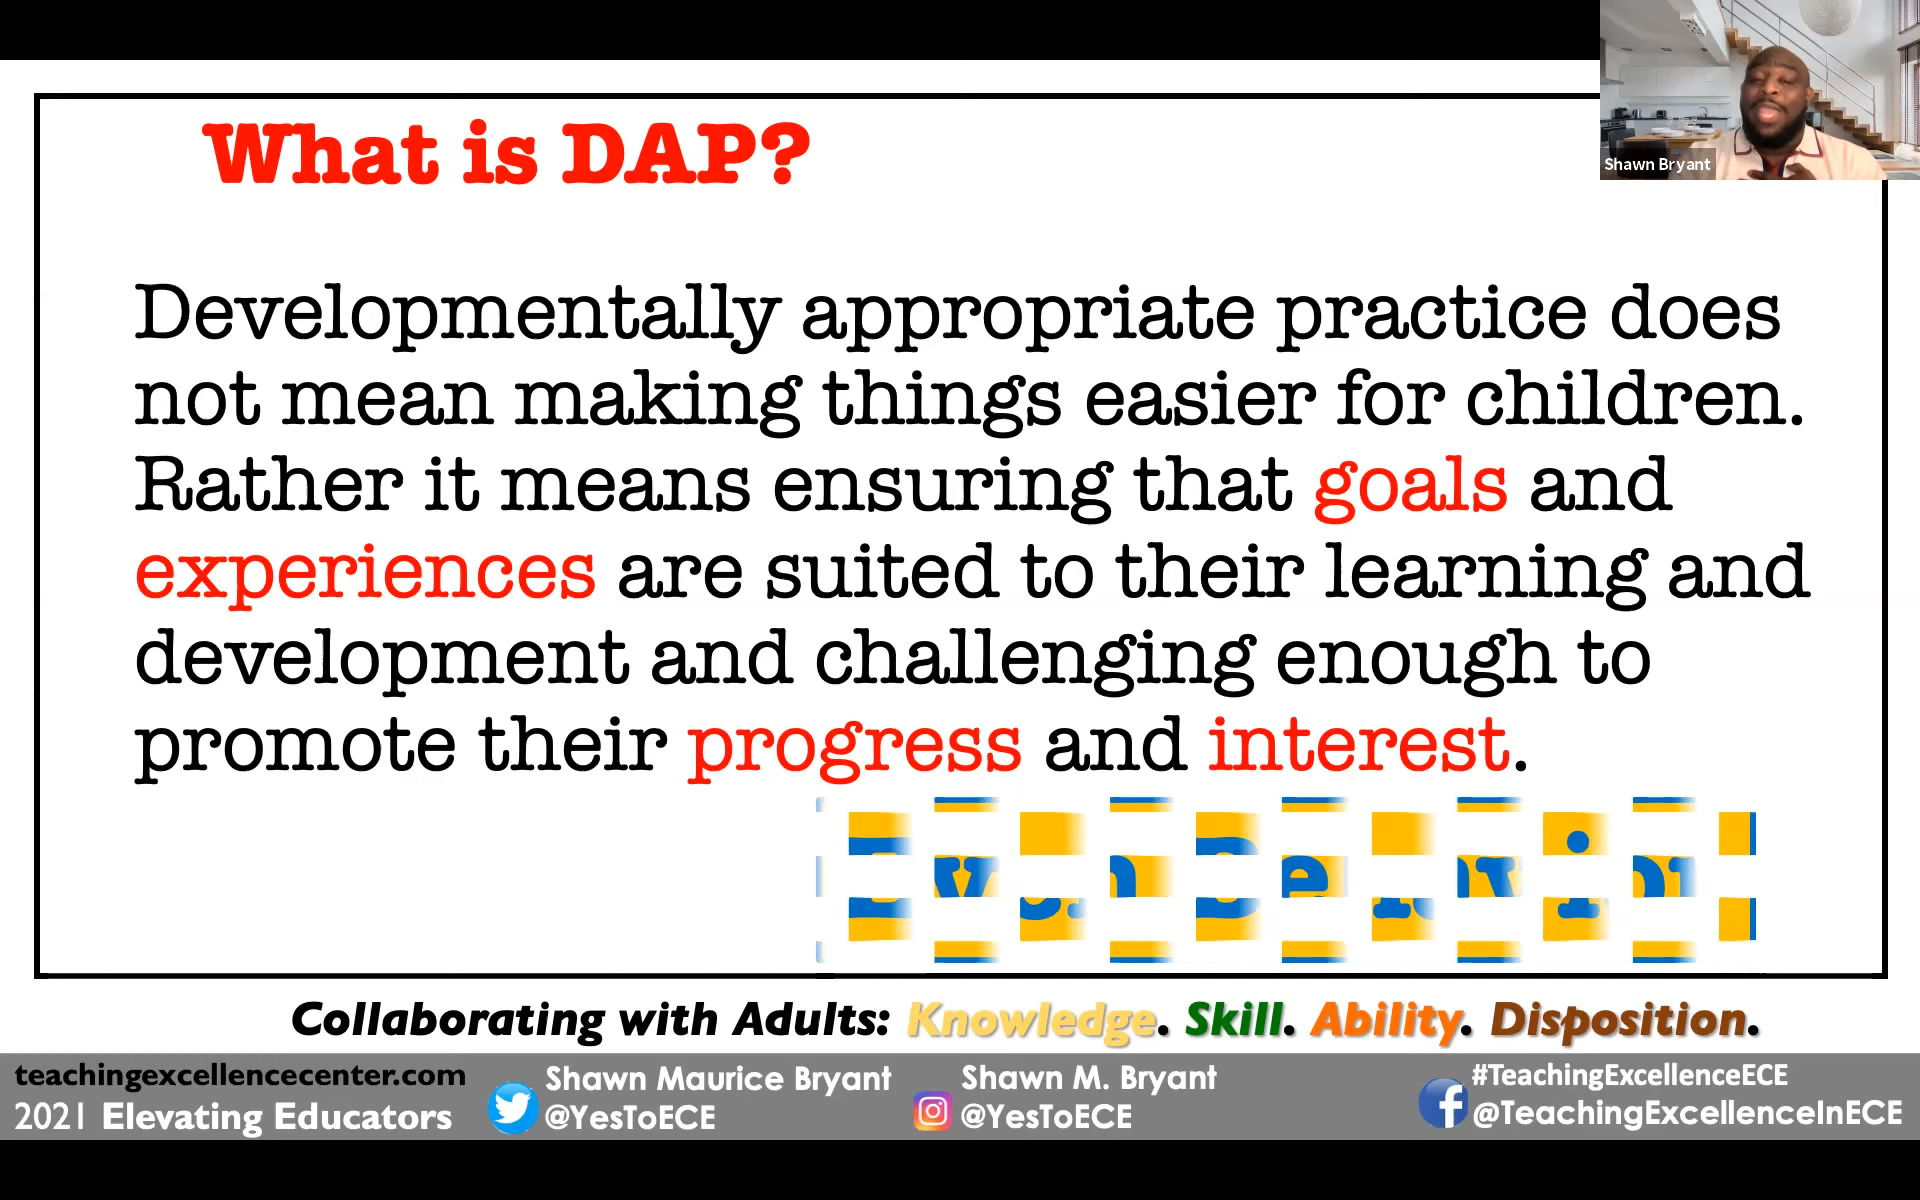 Shawn Bryant
What is DAP?
Developmentally appropriate practice does
not mean making things easier for children.
Rather it means ensuring that goals and
experiences are suited to their learning and
development and challenging enough to
promote their progress and interest.
Collaborating with Adults: Knowledge. Skill. Ability. Disposition.
teachingexcellencecenter.com
2021 Elevating Educators
Shawn Maurice Bryant
@YesToECE
Shawn M. Bryant
@YesToECE
#TeachingExcellenceECE
@TeachingExcellenceInECE